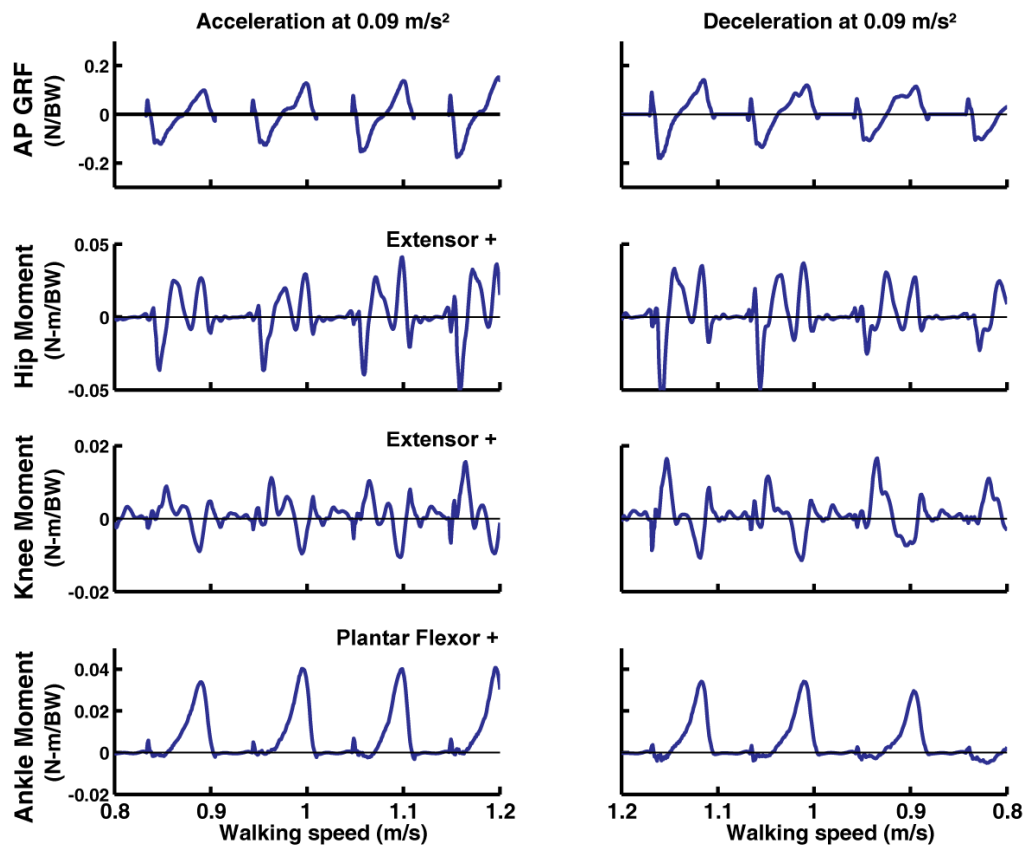 Acceleration at 0.09 m/s²
Deceleration at 0.09 m/s²
AP GRF
(N/BW)
0.2
0
-0.2
Hip Moment
(N-m/BW)
Extensor +
0.05
0
-0.05
Knee Moment
(N-m/BW)
Extensor +
0.02
0
-0.02
Ankle Moment
(N-m/BW)
Plantar Flexor +
0.04
0.02
0
-0.02
0.8 0.9 1 1.1 1.2
1.2 1.1 1 0.9 0.8
Walking speed (m/s)
Walking speed (m/s)